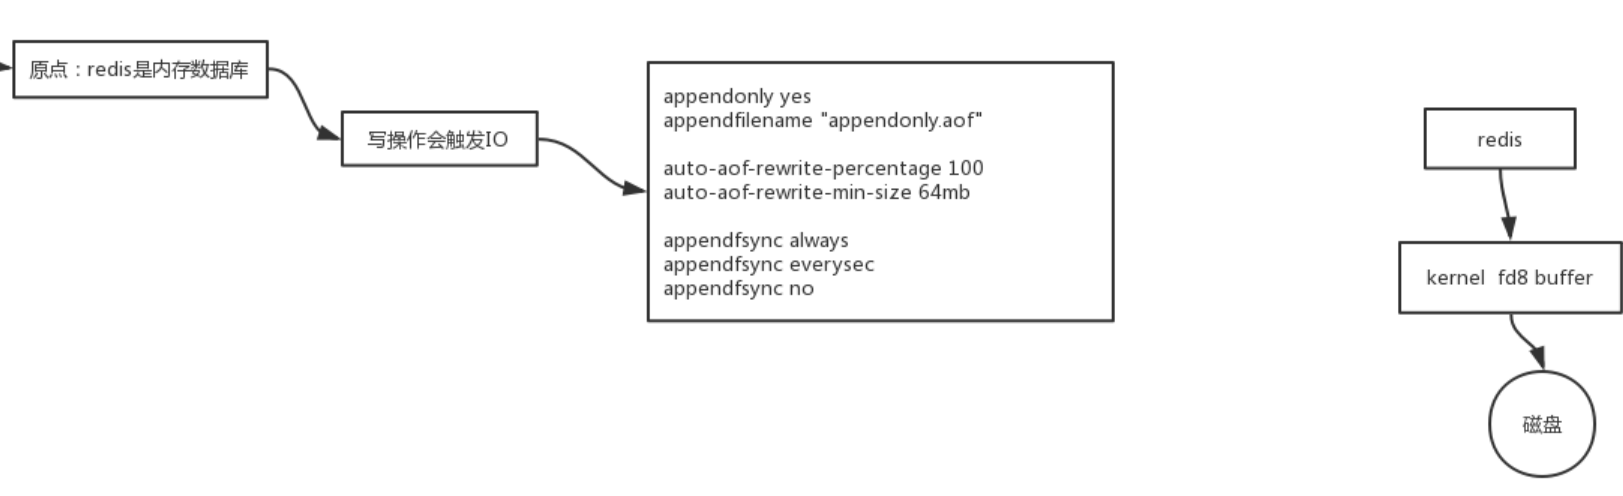 原点：redis是内存数据库
写操作会触发IO
appendonly yes
appendfilename "appendonly.aof"
auto-aof-rewrite-percentage 100
auto-aof-rewrite-min-size 64mb
appendfsync always
appendfsync everysec
appendfsync no
redis
kernel  fd8 buffer
磁盘